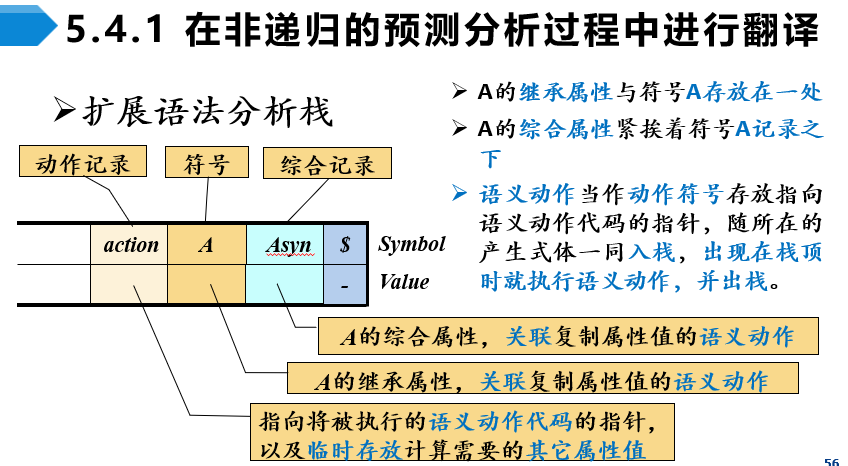 5.4.1 在非递归的预测分析过程中进行翻译
➢扩展语法分析栈
动作记录 符号 综合记录
action A Asyn $ Symbol
- Value
➢ A的继承属性与符号A存放在一处
➢ A的综合属性紧挨着符号A记录之
下
➢ 语义动作当作动作符号存放指向
语义动作代码的指针，随所在的
产生式体一同入栈，出现在栈顶
时就执行语义动作，并出栈。
A的综合属性，关联复制属性值的语义动作
A的继承属性，关联复制属性值的语义动作
指向将被执行的语义动作代码的指针，
以及临时存放计算需要的其它属性值
56